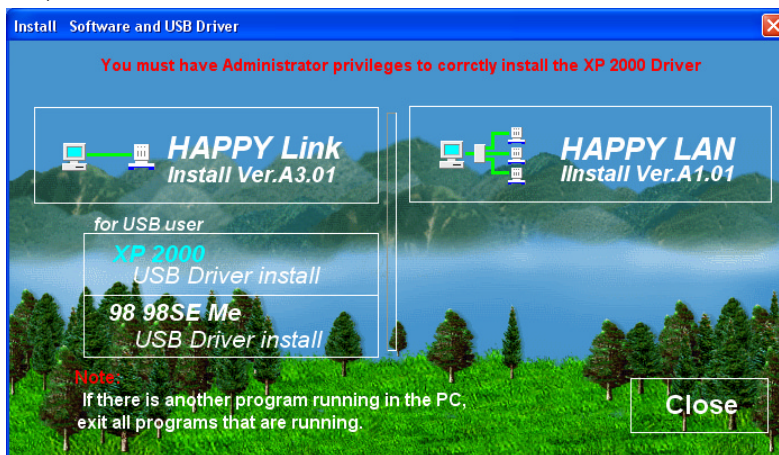 Install Software and USB Driver
You must have Administrator privileges to corrctly install the XP 2000 Driver
HAPPY Link
Install Ver.A3.01
HAPPY LAN
IInstall Ver.A1.01
for USB user
XP 2000
USB Driver install
98 98SE Me
USB Driver install
Note:
If there is another program running in the PC,
exit all programs that are running.
Close